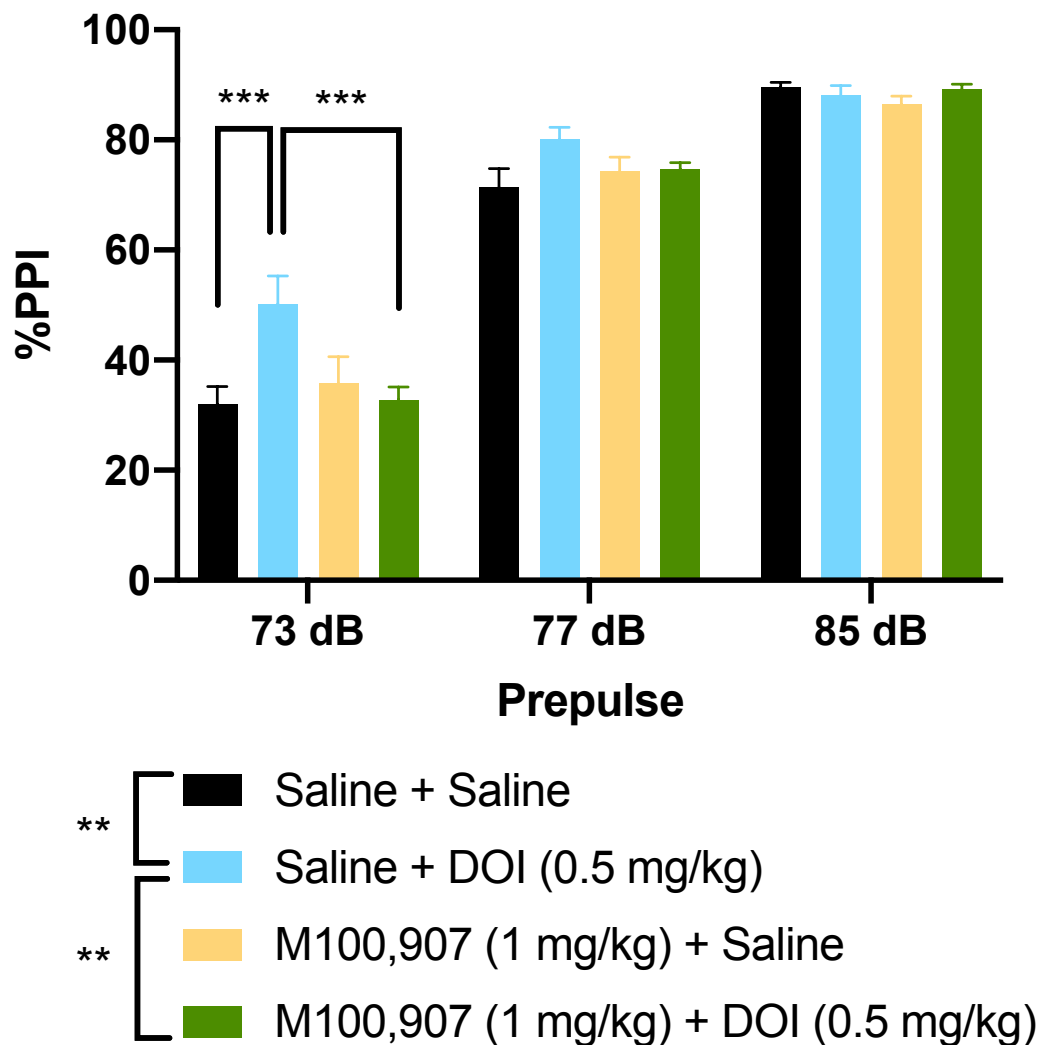 100
80
60
40
20
0
%PPI
*** ***
73 dB 77 dB 85 dB
Prepulse
Saline + Saline
**
Saline + DOI (0.5 mg/kg)
M100,907 (1 mg/kg) + Saline
**
M100,907 (1 mg/kg) + DOI (0.5 mg/kg)